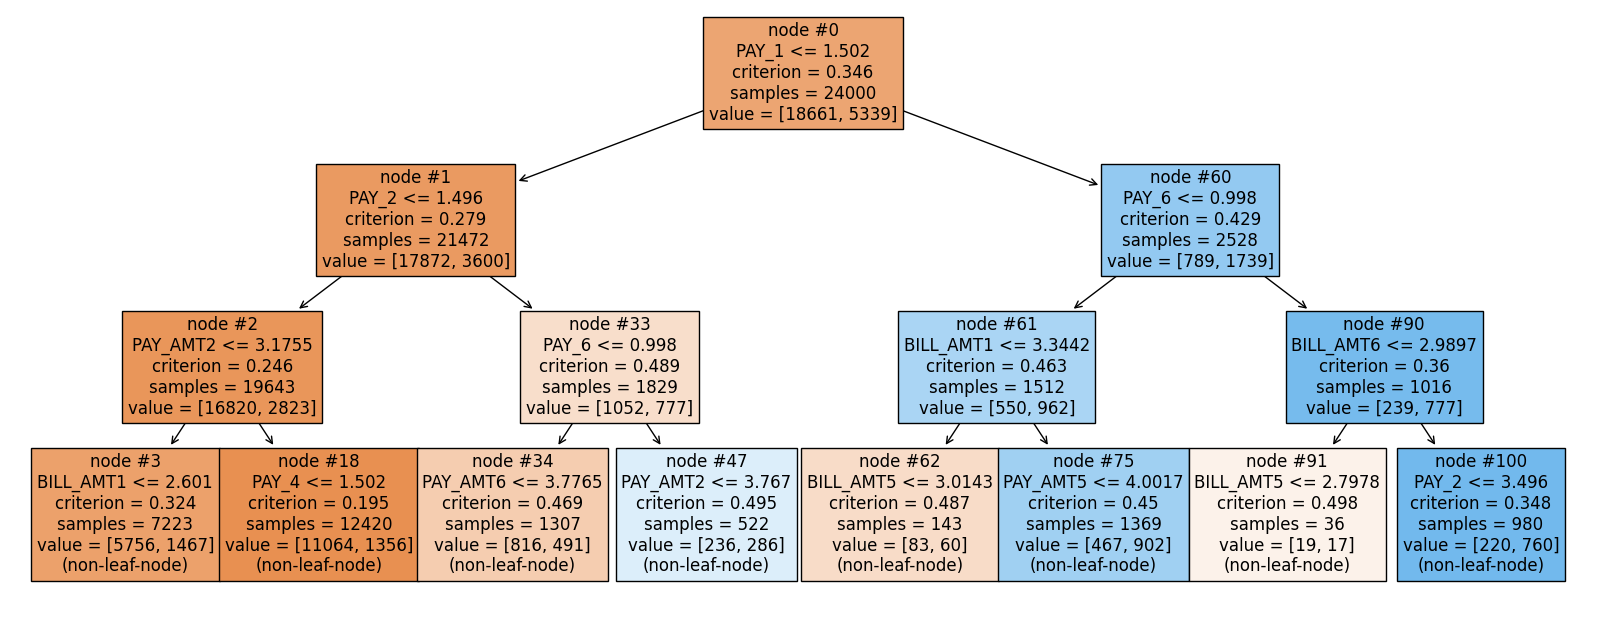 node #0
PAY_1 <= 1.502
criterion = 0.346
samples = 24000
value = [18661, 5339]
node #1
PAY_2 <= 1.496
criterion = 0.279
samples = 21472
value = [17872, 3600]
node #60
PAY_6 <= 0.998
criterion = 0.429
samples = 2528
value = [789, 1739]
node #2
PAY_AMT2 <= 3.1755
criterion = 0.246
samples = 19643
value = [16820, 2823]
node #33
PAY_6 <= 0.998
criterion = 0.489
samples = 1829
value = [1052, 777]
node #61
BILL_AMT1 <= 3.3442
criterion = 0.463
samples = 1512
value = [550, 962]
node #90
BILL_AMT6 <= 2.9897
criterion = 0.36
samples = 1016
value = [239, 777]
node #3
BILL_AMT1 <= 2.601
criterion = 0.324
samples = 7223
value = [5756, 1467]
(non-leaf-node)
node #18
PAY_4 <= 1.502
criterion = 0.195
samples = 12420
value = [11064, 1356]
(non-leaf-node)
node #34
PAY_AMT6 <= 3.7765
criterion = 0.469
samples = 1307
value = [816, 491]
(non-leaf-node)
node #47
PAY_AMT2 <= 3.767
criterion = 0.495
samples = 522
value = [236, 286]
(non-leaf-node)
node #62
BILL_AMT5 <= 3.0143
criterion = 0.487
samples = 143
value = [83, 60]
(non-leaf-node)
node #75
PAY_AMT5 <= 4.0017
criterion = 0.45
samples = 1369
value = [467, 902]
(non-leaf-node)
node #91
BILL_AMT5 <= 2.7978
criterion = 0.498
samples = 36
value = [19, 17]
(non-leaf-node)
node #100
PAY_2 <= 3.496
criterion = 0.348
samples = 980
value = [220, 760]
(non-leaf-node)